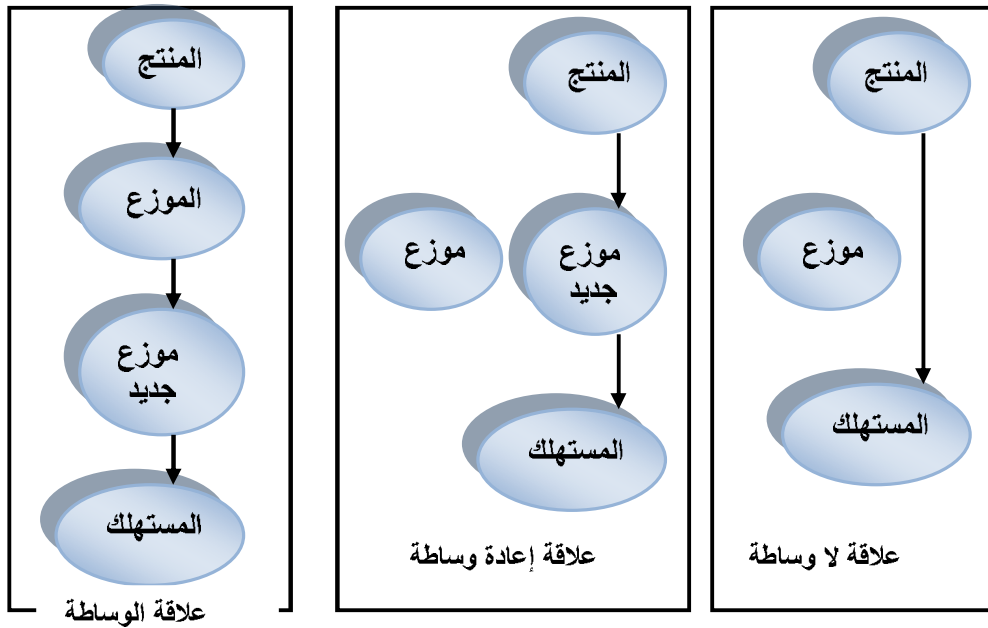 المنتج
موزع
المستهلك
علاقة لا وساطة
المنتج
موزع
جديد
موزع
المستهلك
علاقة إعادة وساطة
المنتج
الموزع
موزع
جديد
المستهلك
علاقة الوساطة